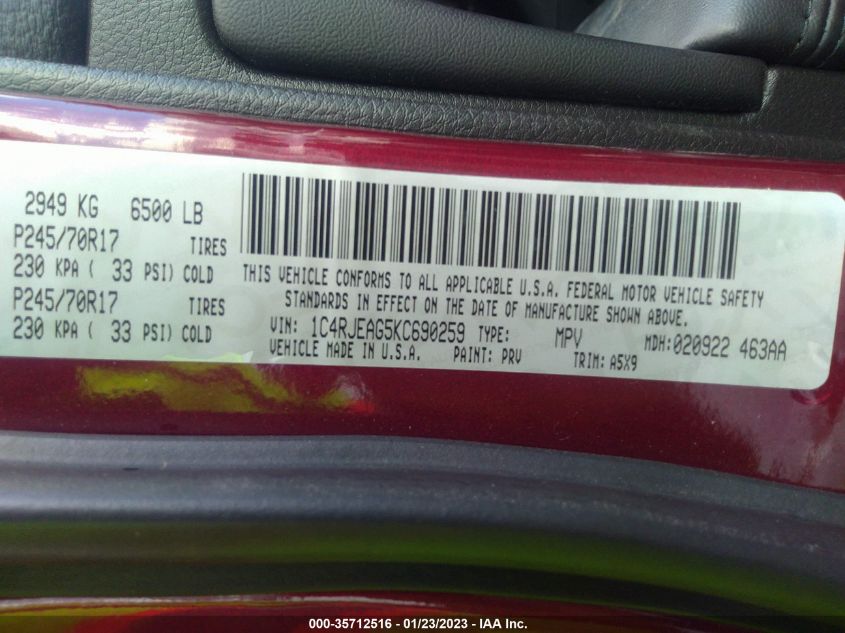 2949 KG 6500 LB
P245/70R17 TIRES
230 KPA ( 33 PSI) COLD
P245/70R17 TIRES
230 KPA ( 33 PSI) COLD
THIS VEHICLE CONFORMS TO ALL APPLICABLE U.S.A. FEDERAL MOTOR VEHICLE SAFETY
STANDARDS IN EFFECT ON THE DATE OF MANUFACTURE SHOWN ABOVE.
VIN: 1C4RJEAG5KC690259 TYPE: MPV MDH:020922 463AA
VEHICLE MADE IN U.S.A. PAINT: PRV TRIM: A5X9
000-35712516 - 01/23/2023 - IAA Inc.